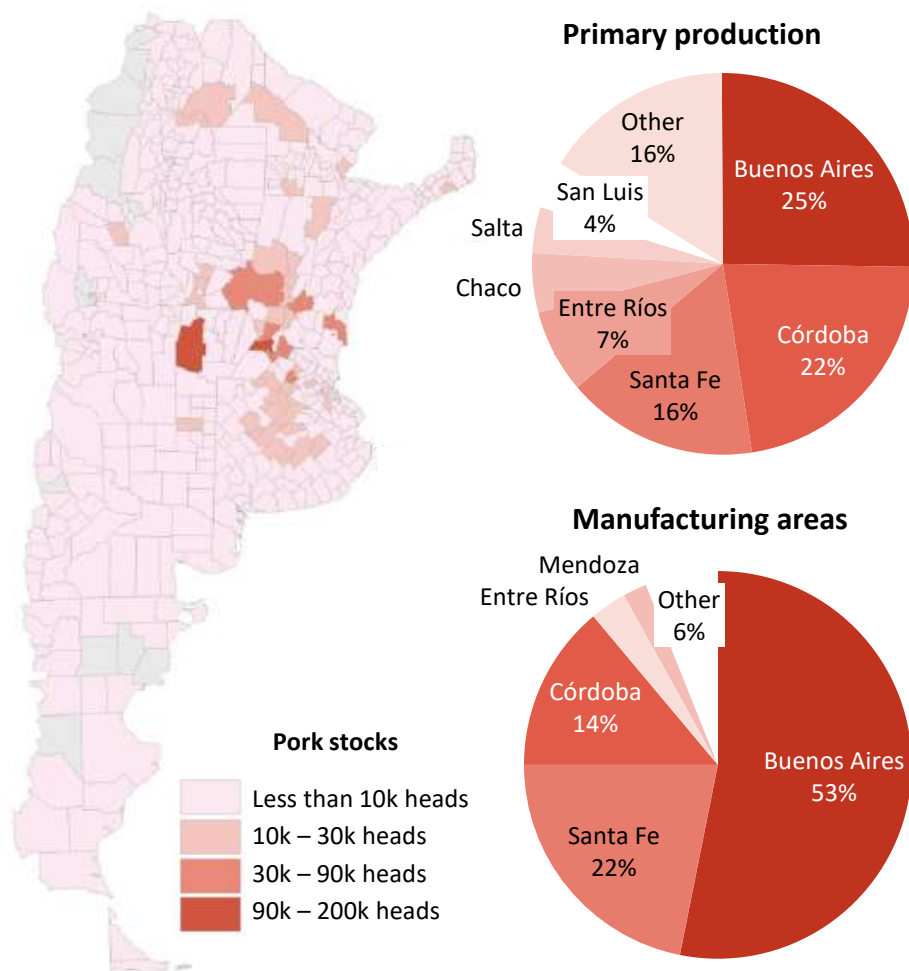 Primary production
Other
16%
Buenos Aires
25%
San Luis
4%
Salta
Chaco
Entre Ríos
7%
Córdoba
22%
Santa Fe
16%
Manufacturing areas
Mendoza
Entre Ríos
Other
6%
Córdoba
14%
Buenos Aires
53%
Santa Fe
22%
Pork stocks
Less than 10k heads
10k – 30k heads
30k – 90k heads
90k – 200k heads